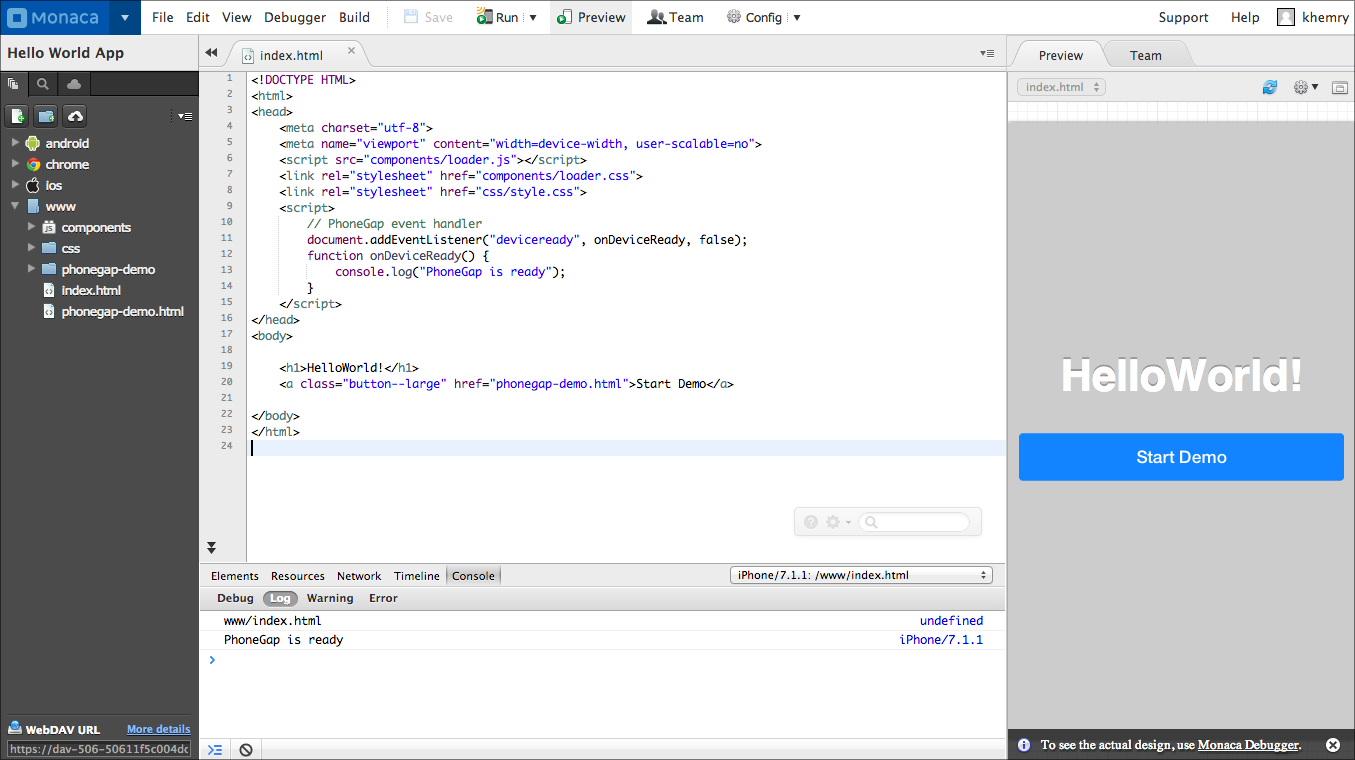 Monaca File Edit View Debugger Build Save Run Preview Team Config Support Help khemry
Hello World App
index.html
Preview Team
index.html
android
chrome
ios
www
components
css
phonegap-demo
index.html
phonegap-demo.html
WebDAV URL More details
https://dav-506-50611f5c004dc
1 <!DOCTYPE HTML>
2 <html>
3 <head>
4 <meta charset="utf-8">
5 <meta name="viewport" content="width=device-width, user-scalable=no">
6 <script src="components/loader.js"></script>
7 <link rel="stylesheet" href="components/loader.css">
8 <link rel="stylesheet" href="css/style.css">
9 <script>
10 // PhoneGap event handler
11 document.addEventListener("deviceready", onDeviceReady, false);
12 function onDeviceReady() {
13 console.log("PhoneGap is ready");
14 }
15 </script>
16 </head>
17 <body>
18
19 <h1>HelloWorld!</h1>
20 <a class="button--large" href="phonegap-demo.html">Start Demo</a>
21
22 </body>
23 </html>
24
Elements Resources Network Timeline Console iPhone/7.1.1: /www/index.html
Debug Log Warning Error
www/index.html undefined
PhoneGap is ready iPhone/7.1.1
HelloWorld!
Start Demo
To see the actual design, use Monaca Debugger.